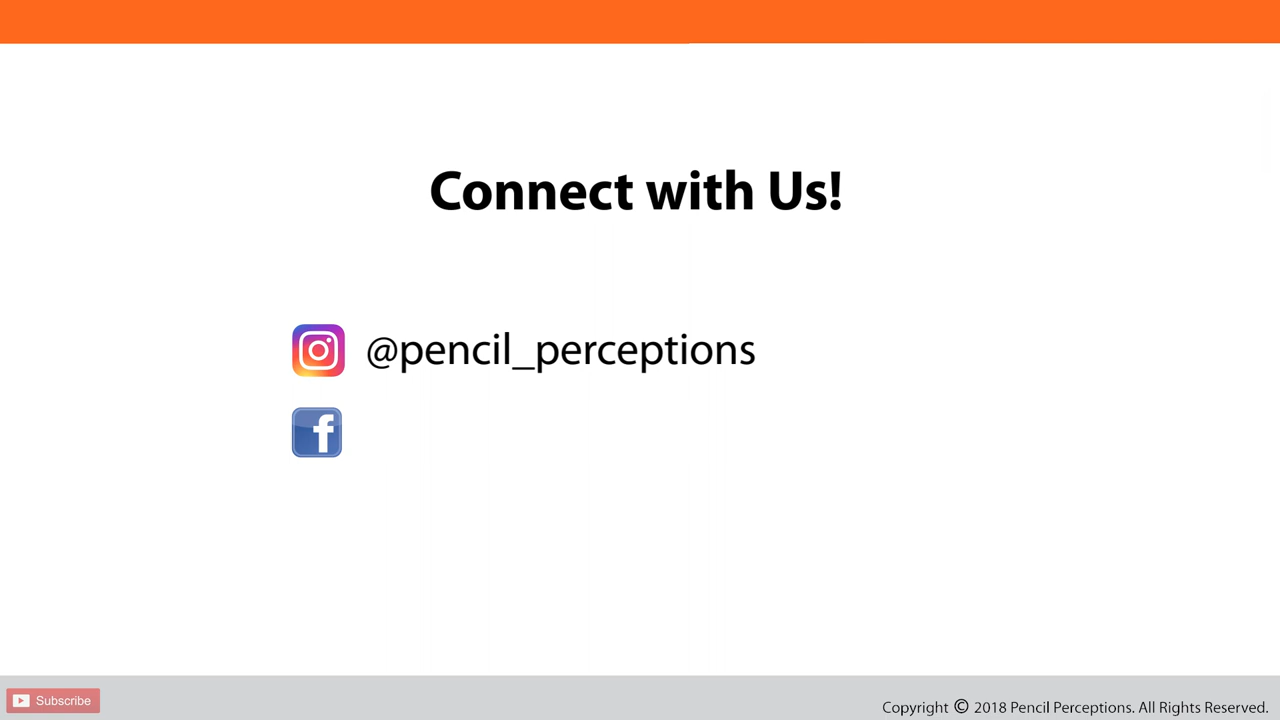 Connect with Us!
@pencil_perceptions
f
Subscribe
Copyright © 2018 Pencil Perceptions. All Rights Reserved.